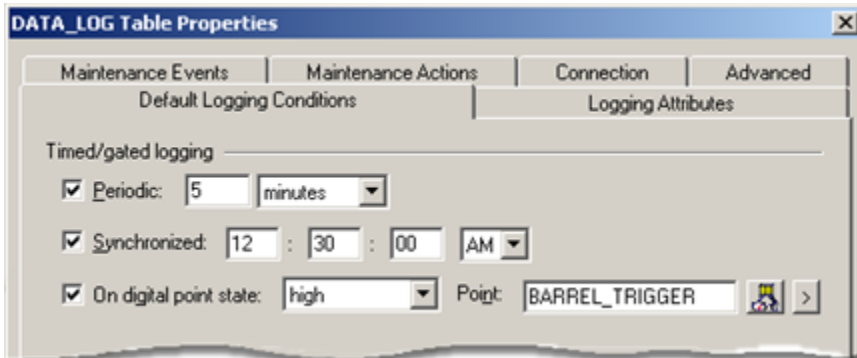 DATA_LOG Table Properties
Maintenance Events Maintenance Actions Connection Advanced
Default Logging Conditions Logging Attributes
Timed/gated logging
Periodic: 5 minutes
Synchronized: 12 : 30 : 00 AM
On digital point state: high Point: BARREL_TRIGGER >